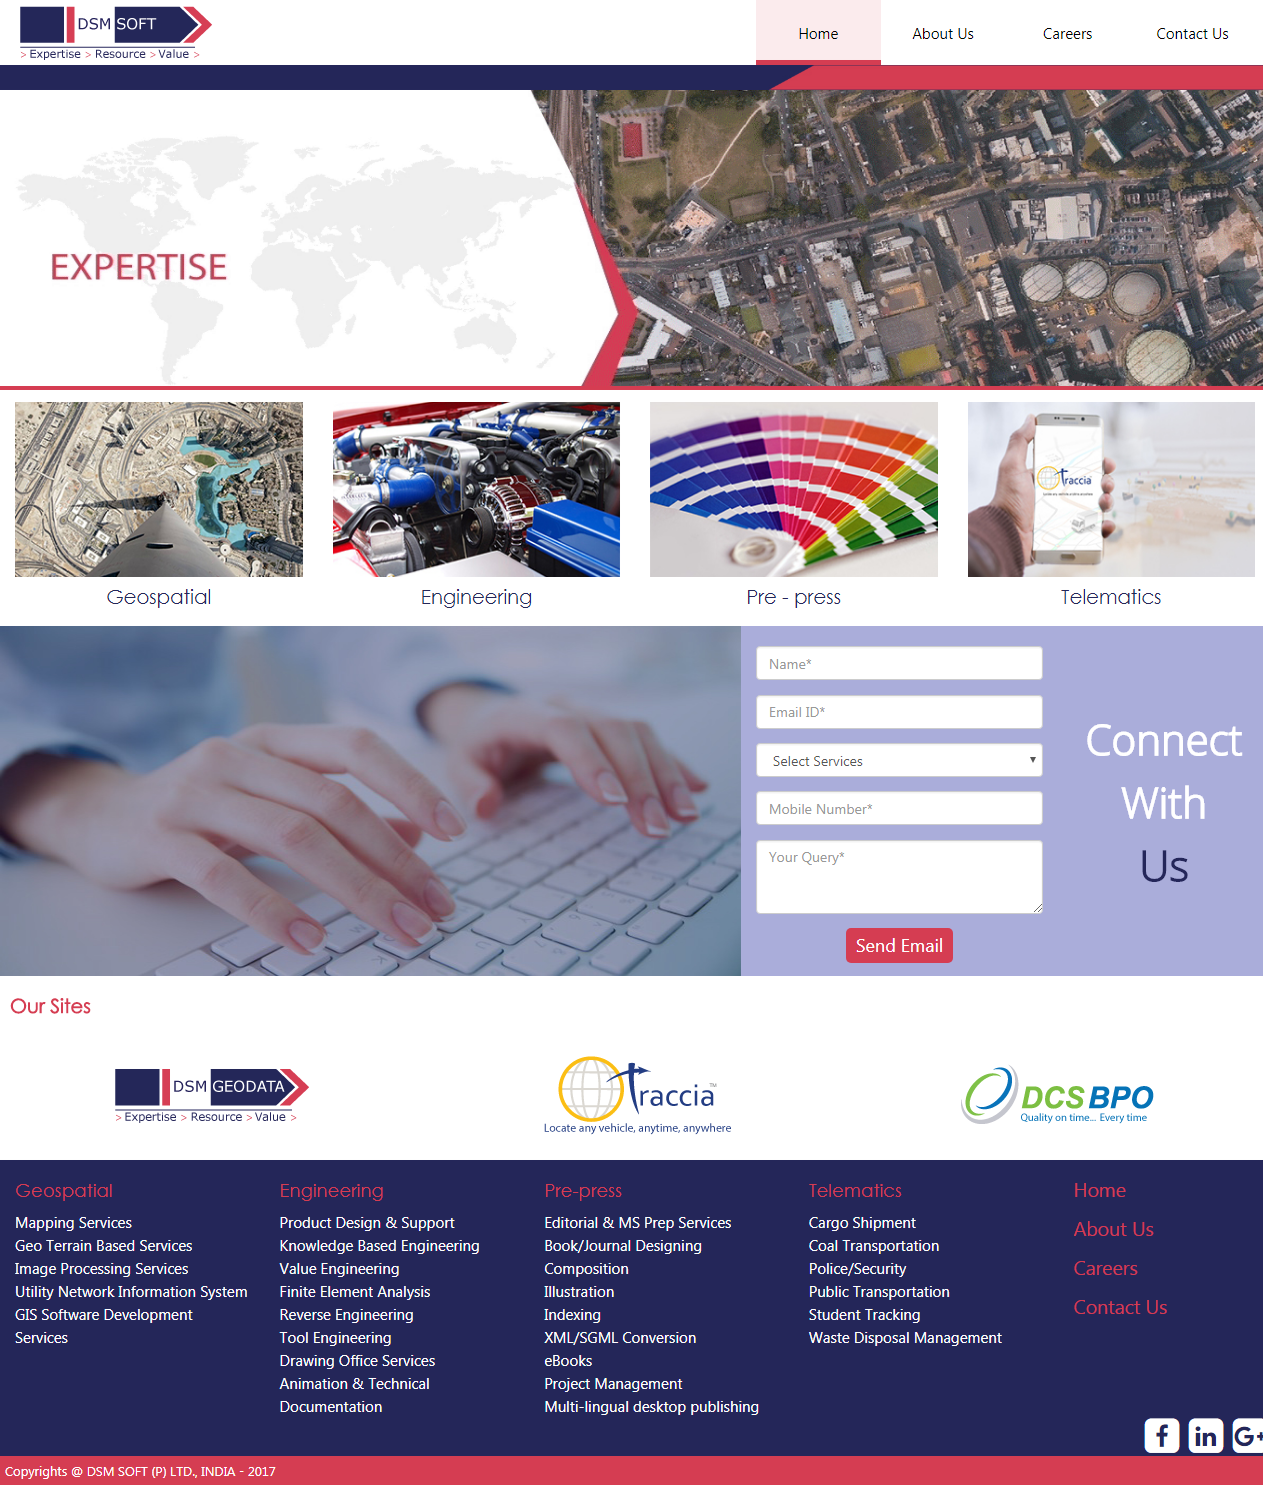 DSM SOFT
> Expertise > Resource > Value >
Home
About Us
Careers
Contact Us
EXPERTISE
traccia
Geospatial
Engineering
Pre - press
Telematics
Name*
Email ID*
Select Services
Mobile Number*
Your Query*
Send Email
Connect
With
Us
Our Sites
DSM GEODATA
> Expertise > Resource > Value >
traccia™
Locate any vehicle, anytime, anywhere
DCS BPO
Quality on time... Every time
Geospatial
Mapping Services
Geo Terrain Based Services
Image Processing Services
Utility Network Information System
GIS Software Development
Services
Engineering
Product Design & Support
Knowledge Based Engineering
Value Engineering
Finite Element Analysis
Reverse Engineering
Tool Engineering
Drawing Office Services
Animation & Technical
Documentation
Pre-press
Editorial & MS Prep Services
Book/Journal Designing
Composition
Illustration
Indexing
XML/SGML Conversion
eBooks
Project Management
Multi-lingual desktop publishing
Telematics
Cargo Shipment
Coal Transportation
Police/Security
Public Transportation
Student Tracking
Waste Disposal Management
Home
About Us
Careers
Contact Us
f
in
G+
Copyrights @ DSM SOFT (P) LTD., INDIA - 2017